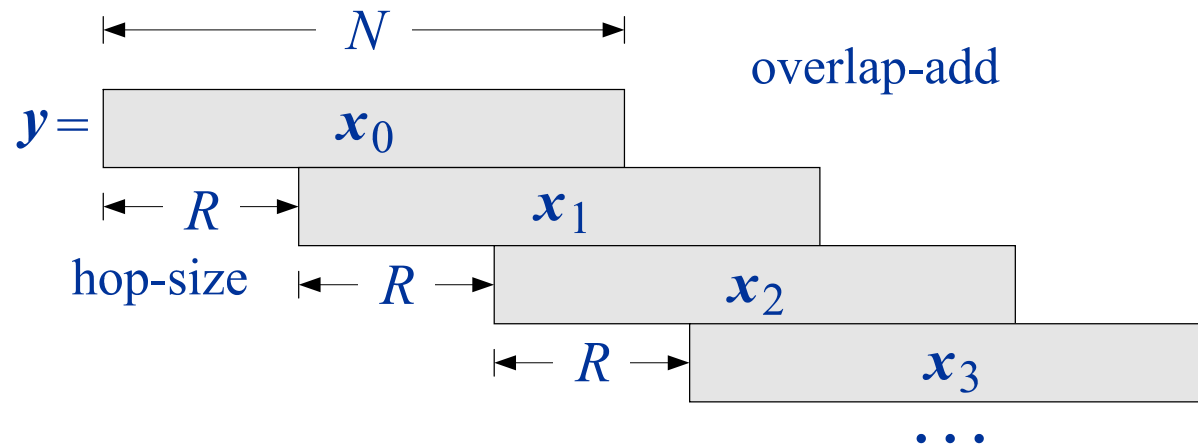 N
overlap-add
y= x0
R x1
hop-size R x2
R x3
...